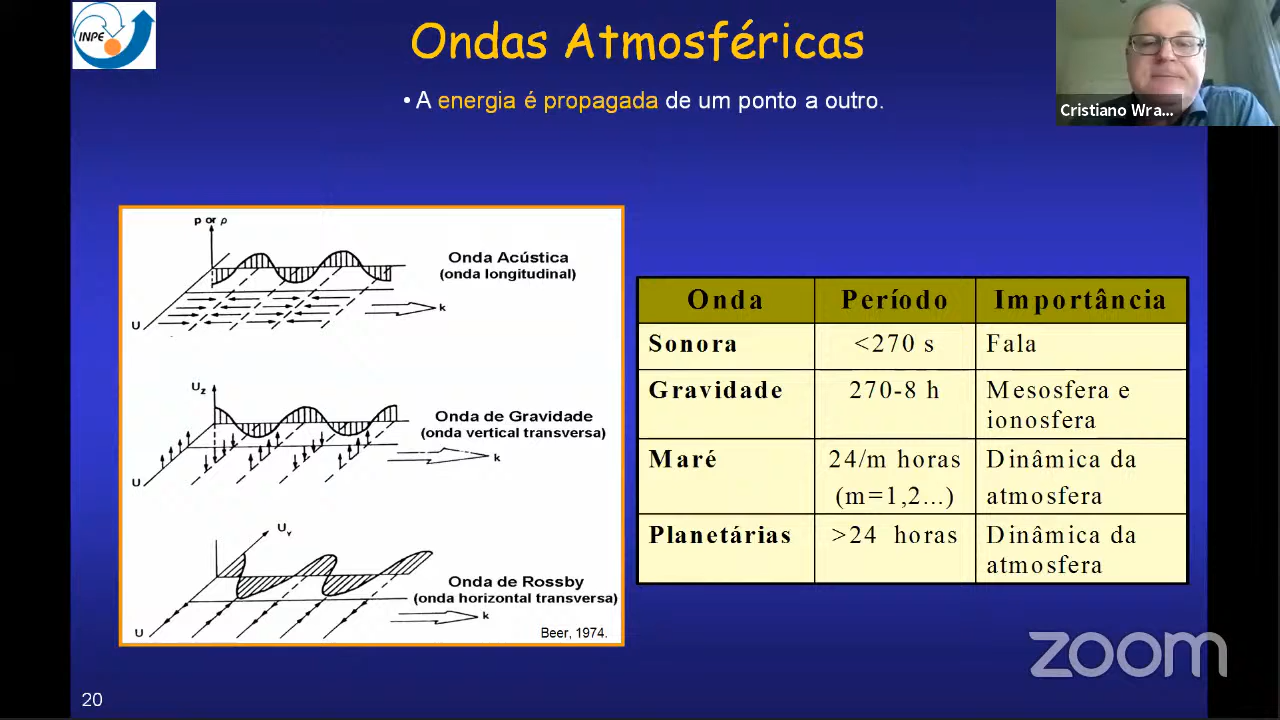 INPE
Ondas Atmosféricas
• A energia é propagada de um ponto a outro.
Cristiano Wra...
p or ρ
Onda Acústica
(onda longitudinal)
k
U
Uz
Onda de Gravidade
(onda vertical transversa)
k
U
UY
Onda de Rossby
(onda horizontal transversa)
k
U
Beer, 1974.
Onda Período Importância
Sonora <270 s Fala
Gravidade 270-8 h Mesosfera e
ionosfera
Maré 24/m horas Dinâmica da
(m=1,2...) atmosfera
Planetárias >24 horas Dinâmica da
atmosfera
zoom
20